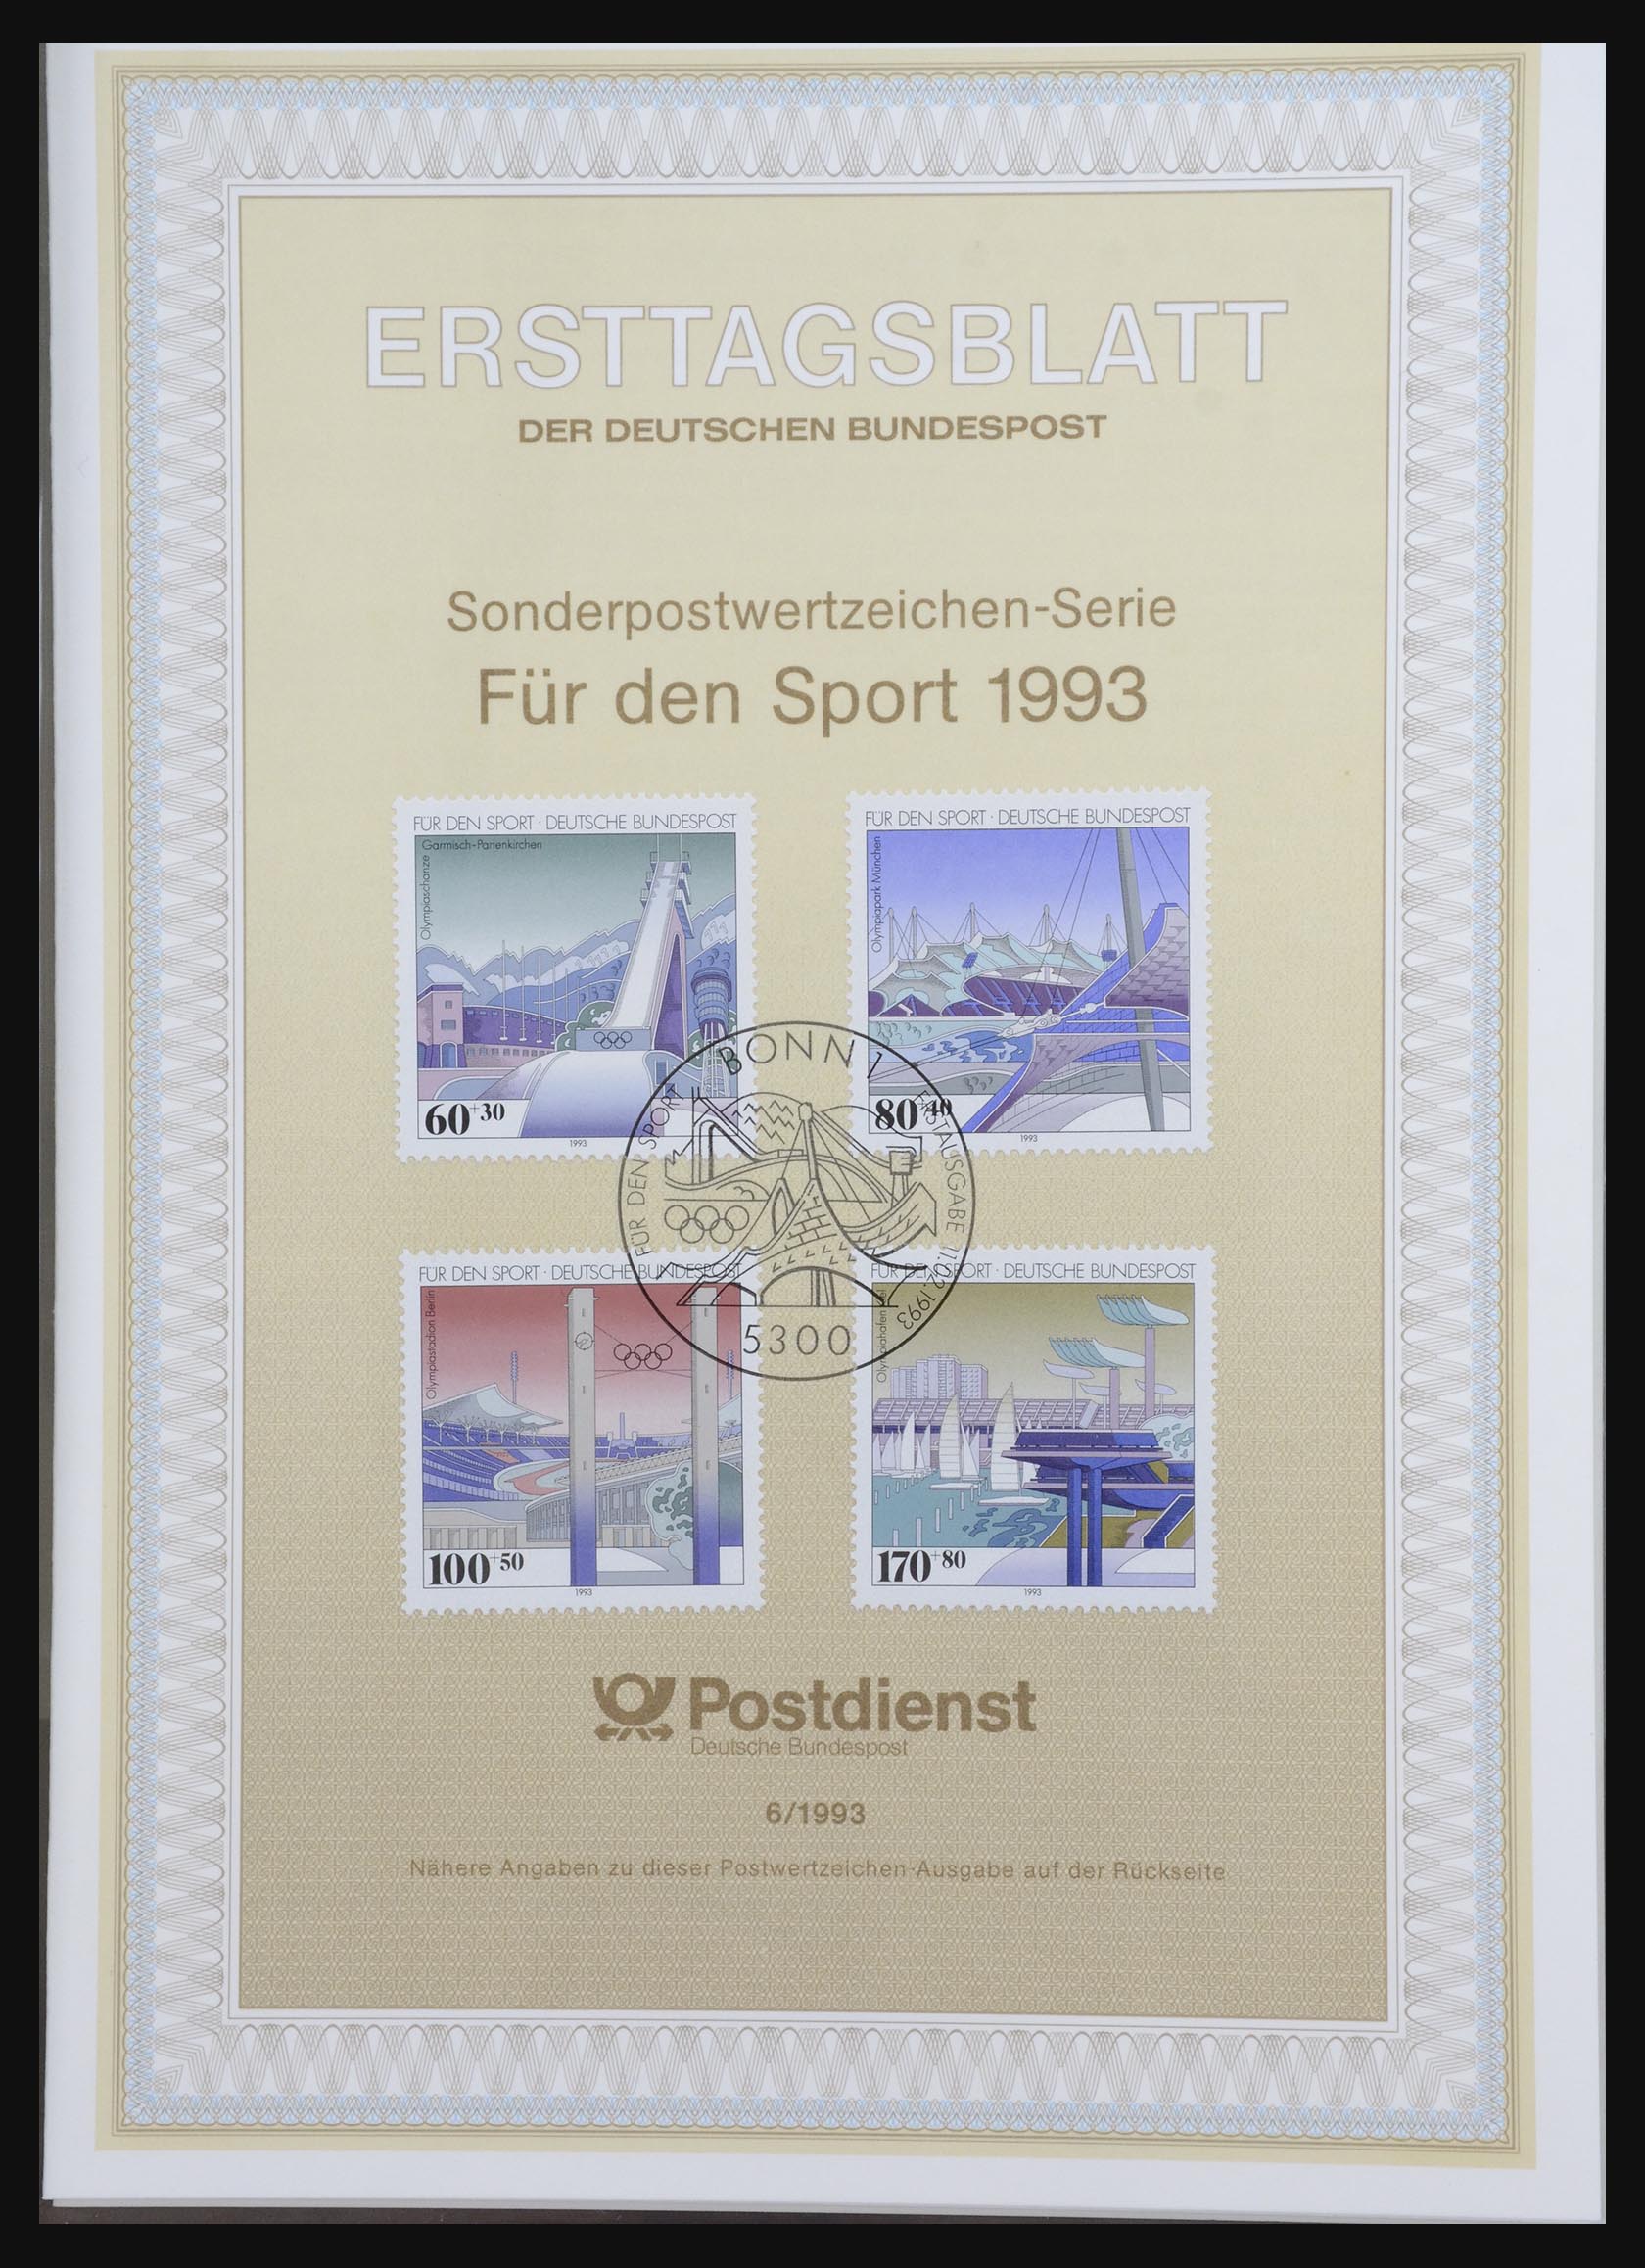 ERSTTAGSBLATT
DER DEUTSCHEN BUNDESPOST
Sonderpostwertzeichen-Serie
Für den Sport 1993
FÜR DEN SPORT · DEUTSCHE BUNDESPOST
Garmisch-Partenkirchen
Olympiaschanze
60+30
1993
FÜR DEN SPORT · DEUTSCHE BUNDESPOST
Olympiapark München
80+40
1993
BONN 1
FÜR DEN SPORT
ERSTAUSGABE 11.02.1993
5300
FÜR DEN SPORT · DEUTSCHE BUNDESPOST
Olympiastadion Berlin
100+50
1993
FÜR DEN SPORT · DEUTSCHE BUNDESPOST
Olympiahafen
170+80
1993
Postdienst
Deutsche Bundespost
6/1993
Nähere Angaben zu dieser Postwertzeichen-Ausgabe auf der Rückseite